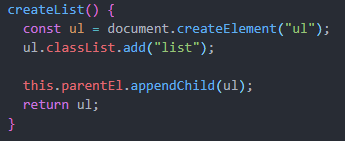 createList() {
  const ul = document.createElement("ul");
  ul.classList.add("list");

  this.parentEl.appendChild(ul);
  return ul;
}